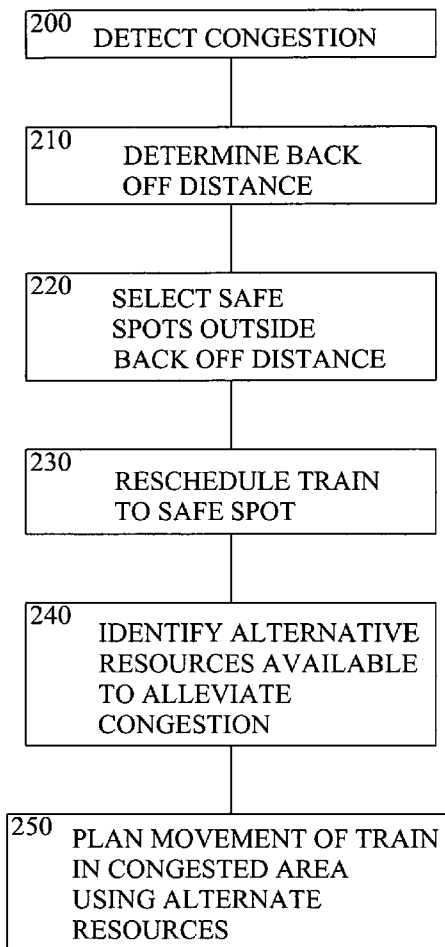 200
DETECT CONGESTION
210
DETERMINE BACK
OFF DISTANCE
220
SELECT SAFE
SPOTS OUTSIDE
BACK OFF DISTANCE
230
RESCHEDULE TRAIN
TO SAFE SPOT
240
IDENTIFY ALTERNATIVE
RESOURCES AVAILABLE
TO ALLEVIATE
CONGESTION
250
PLAN MOVEMENT OF TRAIN
IN CONGESTED AREA
USING ALTERNATE
RESOURCES